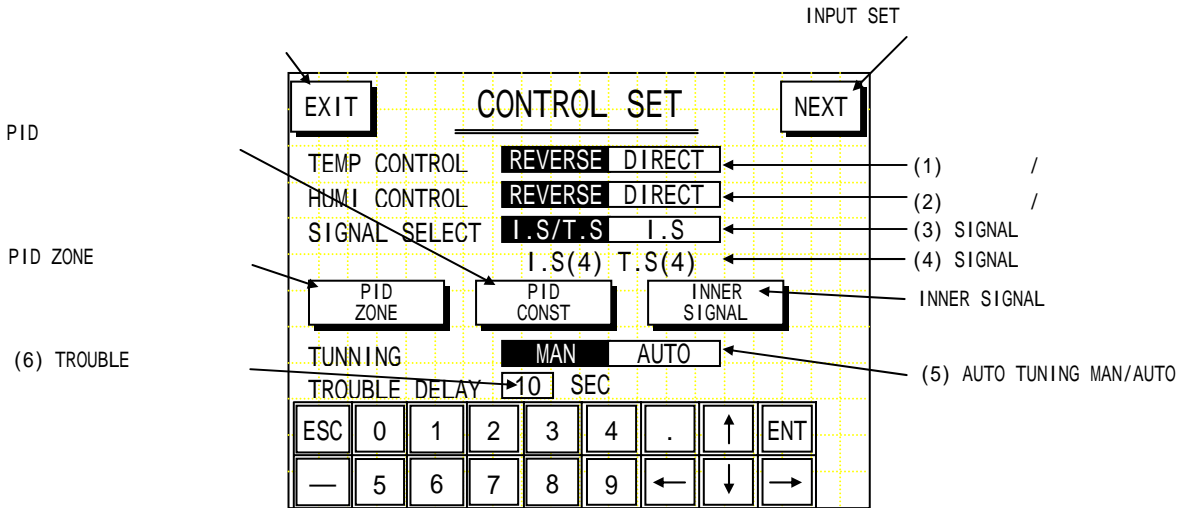 INPUT SET
EXIT CONTROL SET NEXT
PID
TEMP CONTROL REVERSE DIRECT (1) /
HUMI CONTROL REVERSE DIRECT (2) /
SIGNAL SELECT I.S/T.S I.S (3) SIGNAL
PID ZONE I.S(4) T.S(4) (4) SIGNAL
PID ZONE PID CONST INNER SIGNAL INNER SIGNAL
(6) TROUBLE TUNNING MAN AUTO (5) AUTO TUNING MAN/AUTO
TROUBLE DELAY 10 SEC
ESC 0 1 2 3 4 . ↑ ENT
— 5 6 7 8 9 ← ↓ →